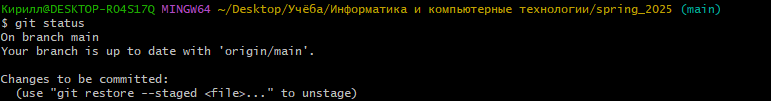 Кирилл@DESKTOP-RO4S17Q MINGW64 ~/Desktop/Учёба/Информатика и компьютерные технологии/spring_2025 (main)
$ git status
On branch main
Your branch is up to date with 'origin/main'.
Changes to be committed:
(use "git restore --staged <file>..." to unstage)